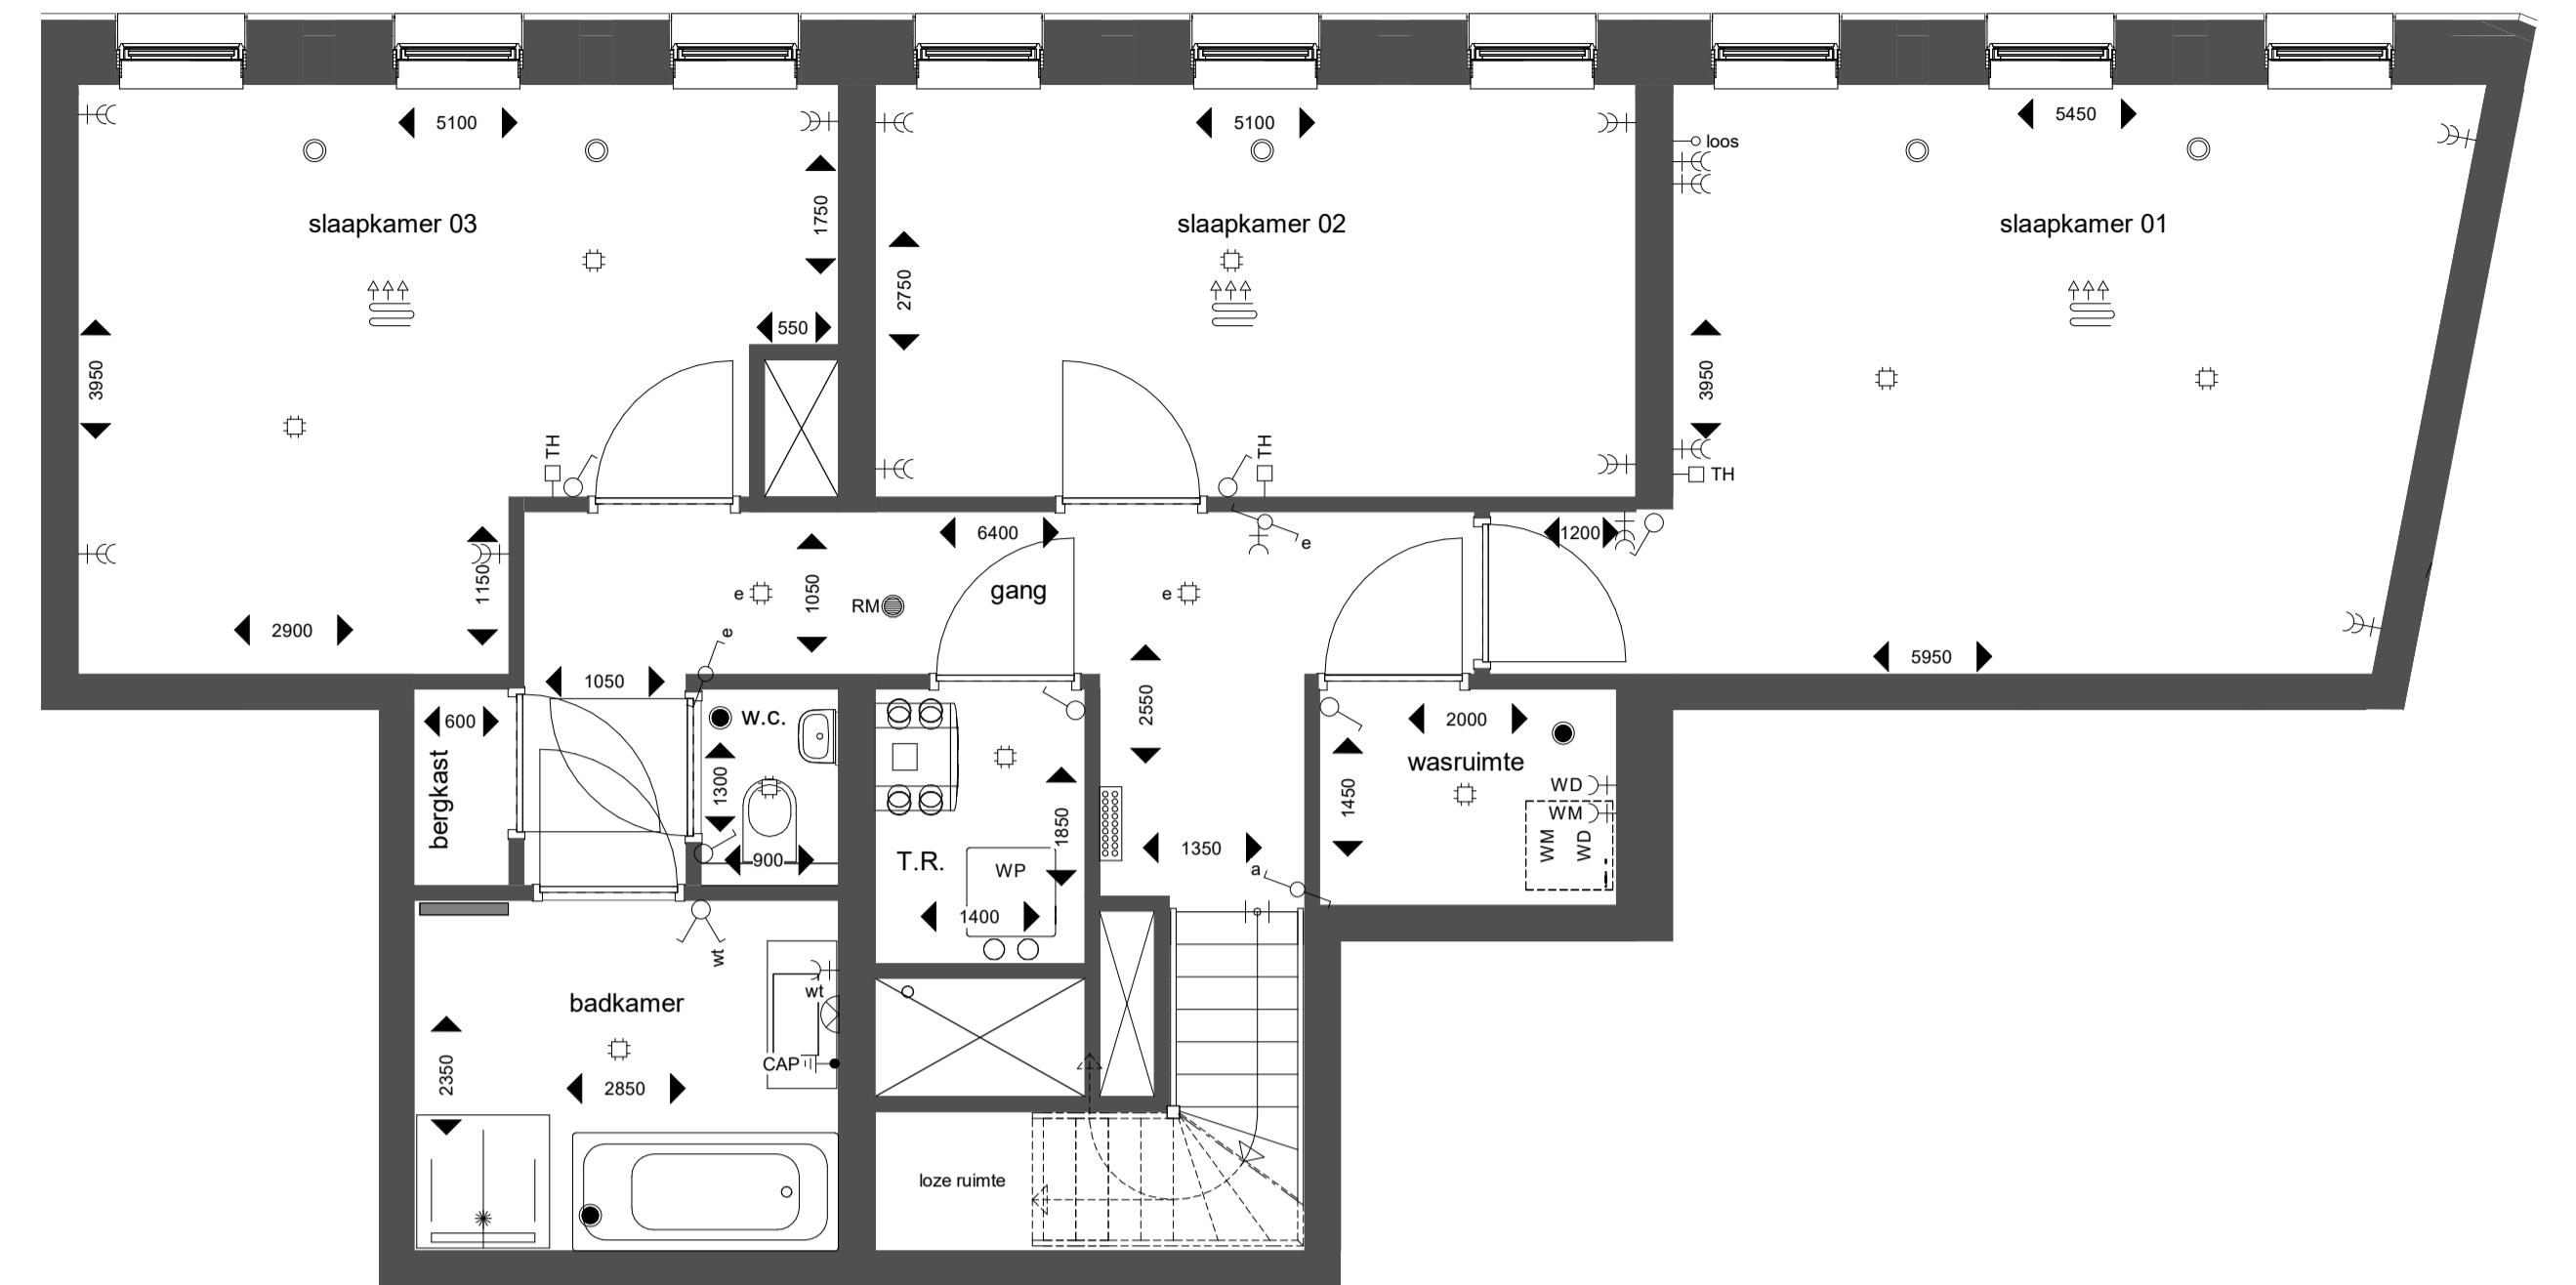 5100
5100
5450
loos
1750
slaapkamer 03
slaapkamer 02
slaapkamer 01
2750
550
3950
3950
TH
TH
TH
6400
1200
e
1150
1050
gang
e
RM
e
2900
e
5950
1050
2550
600
w.c.
2000
bergkast
1300
wasruimte
1450
WD
WM
1850
WM
WD
900
T.R.
WP
1350
a
1400
wt
wt
badkamer
CAP
2350
2850
loze ruimte